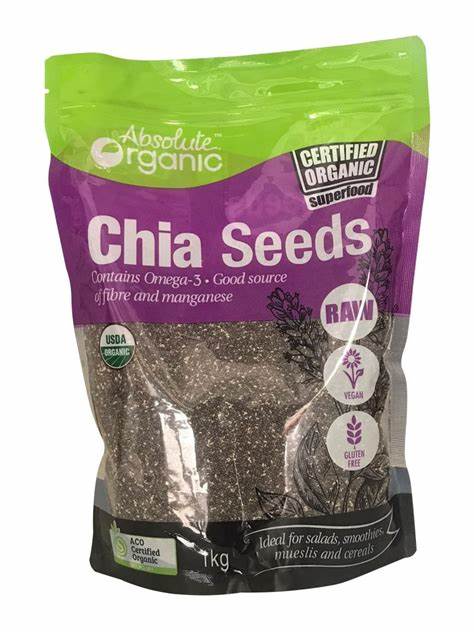 Absolute™
Organic
CERTIFIED
ORGANIC
superfood
Chia Seeds
Contains Omega-3 • Good source
of fibre and manganese
RAW
USDA
ORGANIC
VEGAN
GLUTEN
FREE
ACO
Certified
Organic
1kg
Ideal for salads, smoothies,
mueslis and cereals